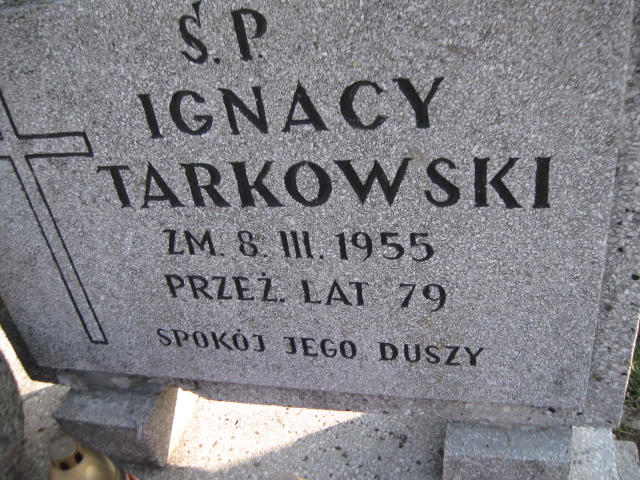 Ś.P.
IGNACY
TARKOWSKI
ZM. 8. III. 1955
PRZEŻ. LAT 79
SPOKÓJ JEGO DUSZY